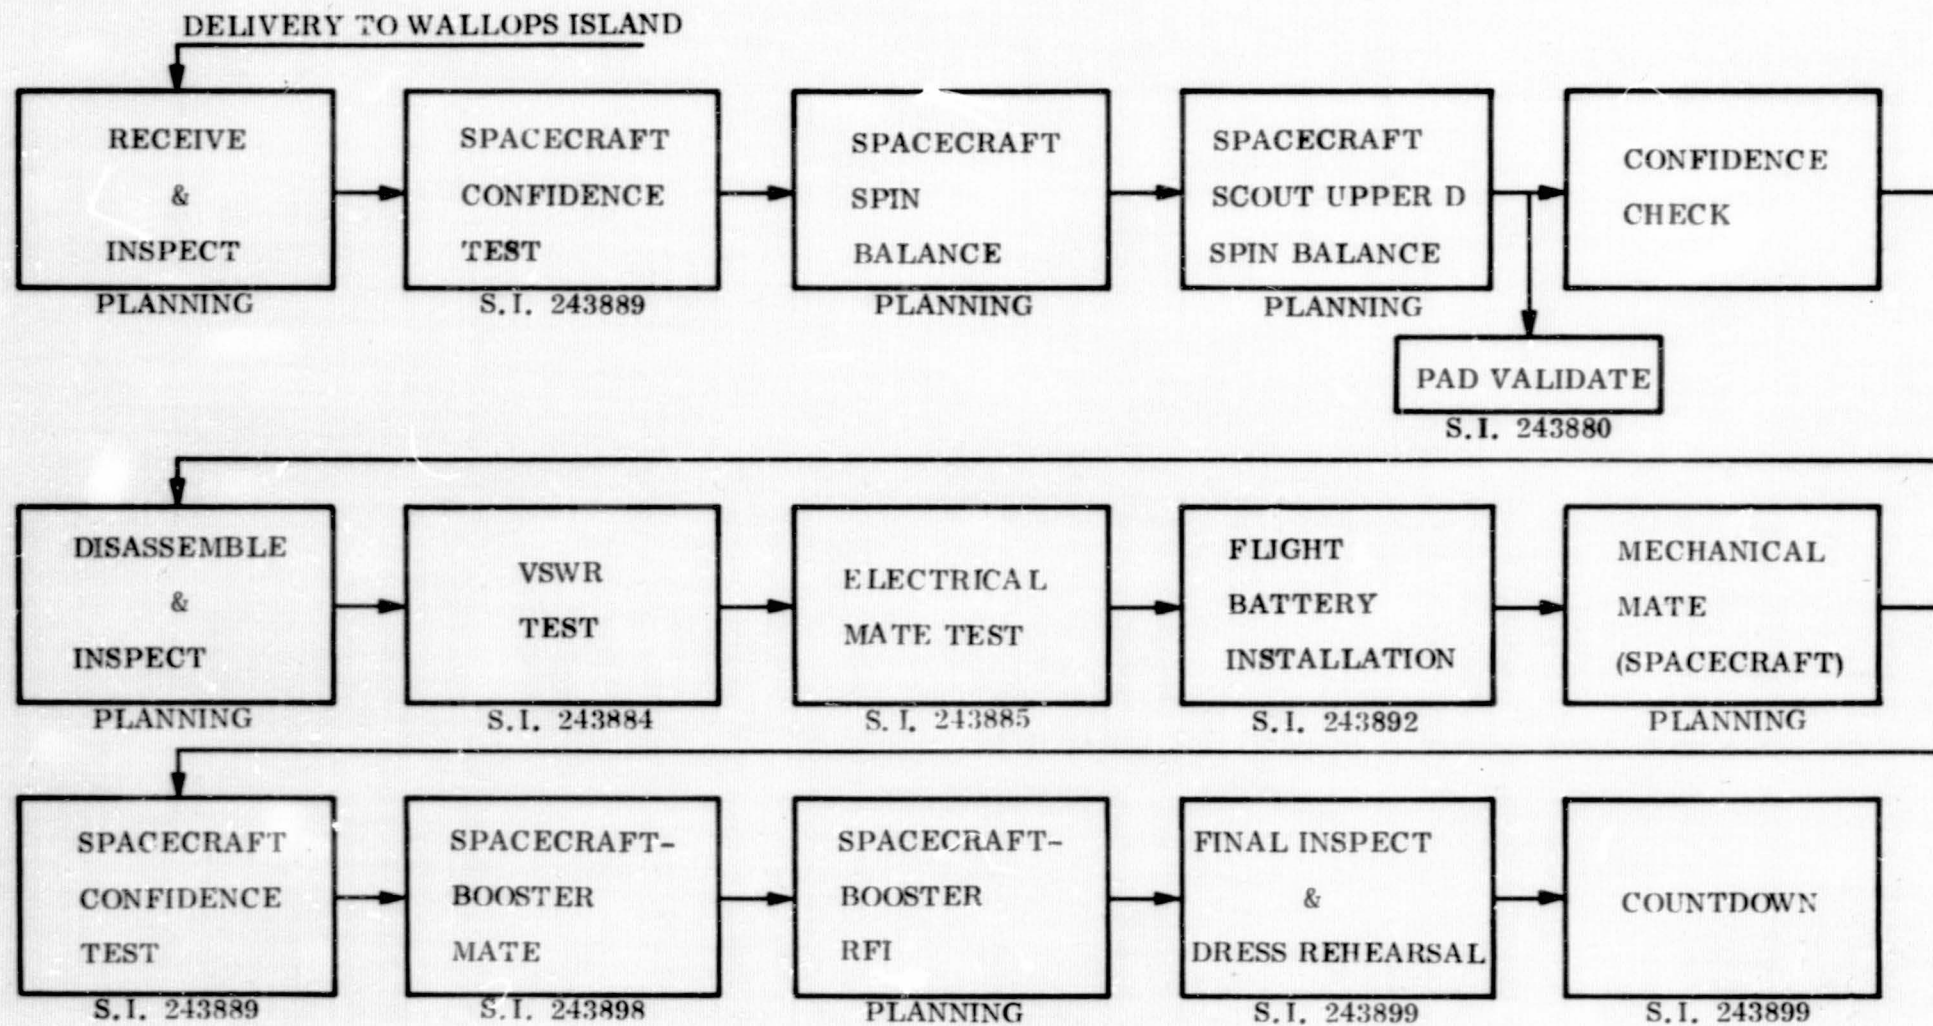 DELIVERY TO WALLOPS ISLAND
RECEIVE
&
INSPECT
PLANNING
SPACECRAFT
CONFIDENCE
TEST
S.I. 243889
SPACECRAFT
SPIN
BALANCE
PLANNING
SPACECRAFT
SCOUT UPPER D
SPIN BALANCE
PLANNING
CONFIDENCE
CHECK
PAD VALIDATE
S.I. 243880
DISASSEMBLE
&
INSPECT
PLANNING
VSWR
TEST
S.I. 243884
ELECTRICAL
MATE TEST
S.I. 243885
FLIGHT
BATTERY
INSTALLATION
S.I. 243892
MECHANICAL
MATE
(SPACECRAFT)
PLANNING
SPACECRAFT
CONFIDENCE
TEST
S.I. 243889
SPACECRAFT-
BOOSTER
MATE
S.I. 243898
SPACECRAFT-
BOOSTER
RFI
PLANNING
FINAL INSPECT
&
DRESS REHEARSAL
S.I. 243899
COUNTDOWN
S.I. 243899